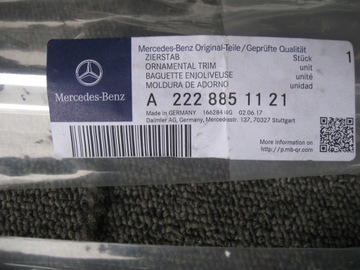 Mercedes-Benz Original-Teile/Geprüfte Qualität
ZIERSTAB Stück 1
ORNAMENTAL TRIM unit
BAGUETTE ENJOLIVEUSE unité
MOLDURA DE ADORNO unidad
Mercedes-Benz
A 222 885 11 21
Made in GERMANY 02.06.17
Daimler AG, Germany, Mercedesstr. 137, 70327 Stuttgart
More information on
http://p.mb-qr.com